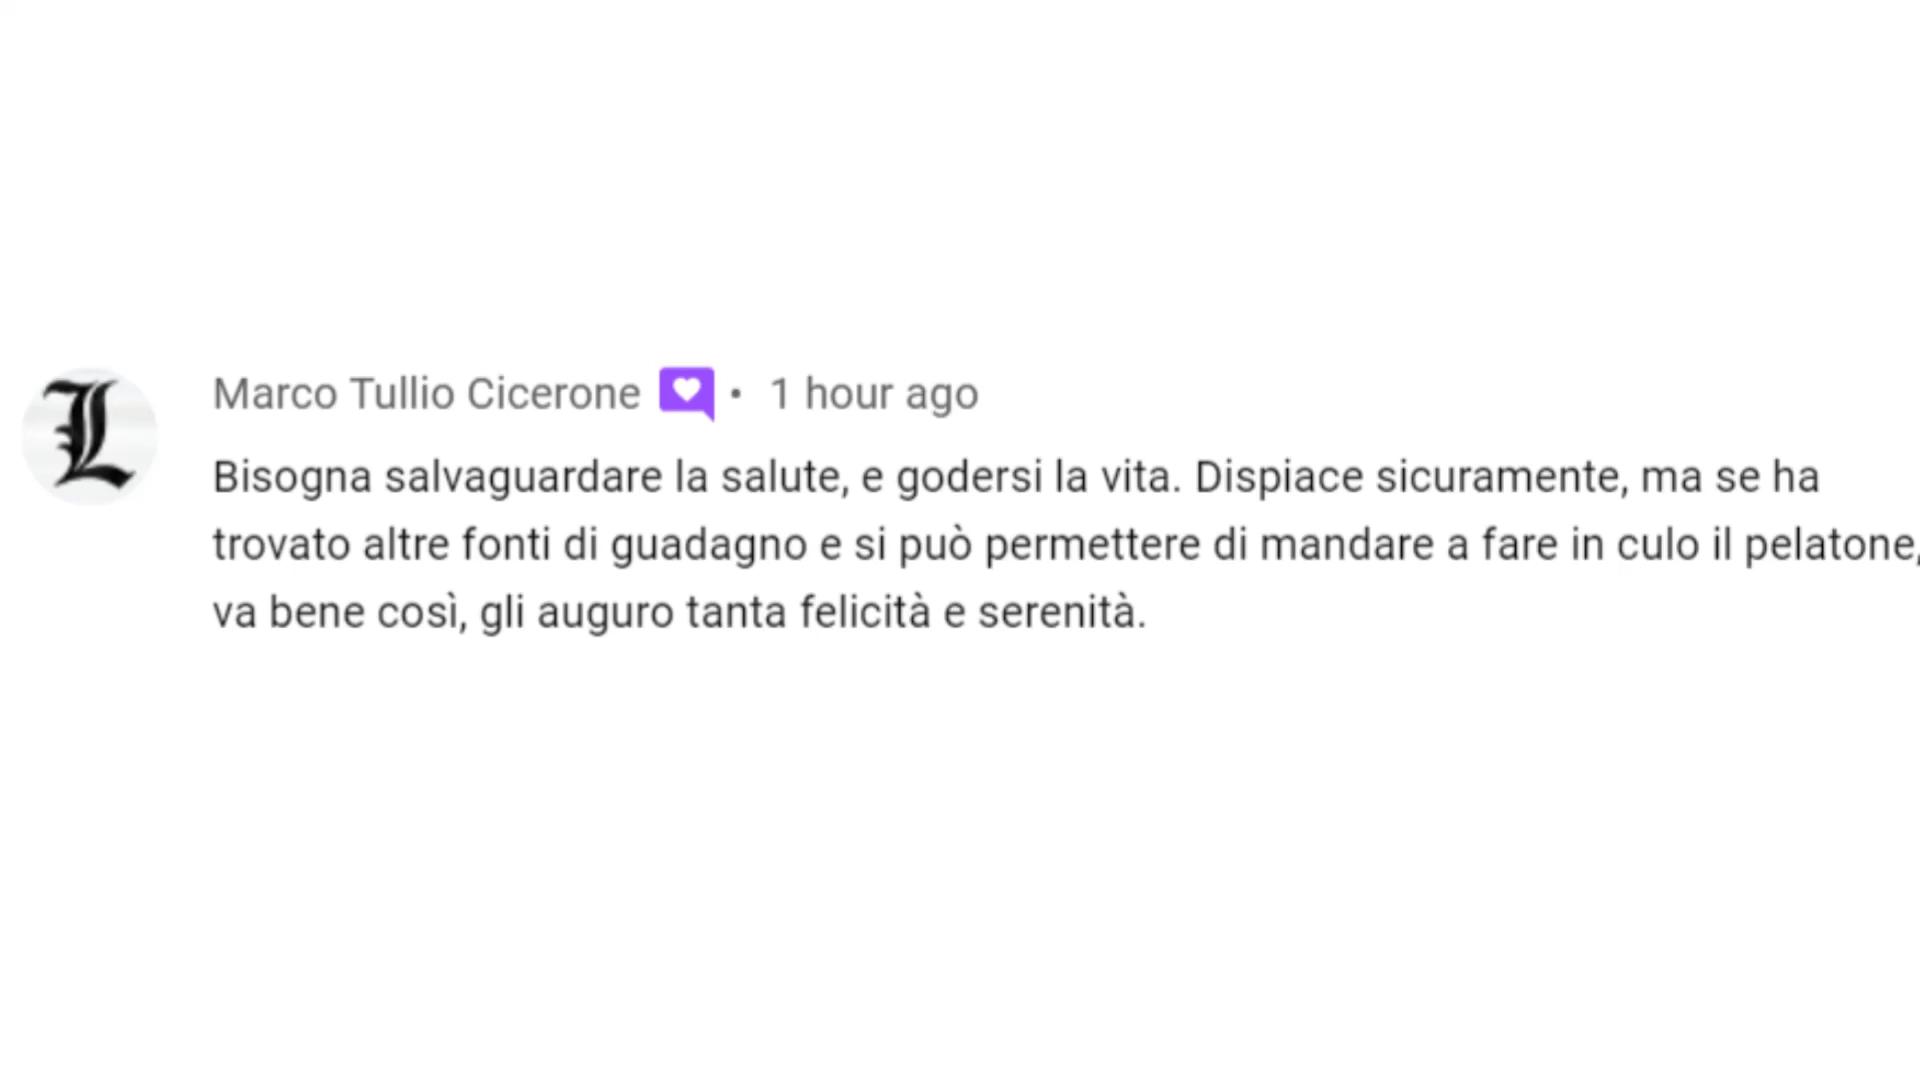 L
Marco Tullio Cicerone • 1 hour ago
Bisogna salvaguardare la salute, e godersi la vita. Dispiace sicuramente, ma se ha
trovato altre fonti di guadagno e si può permettere di mandare a fare in culo il pelatone,
va bene così, gli auguro tanta felicità e serenità.